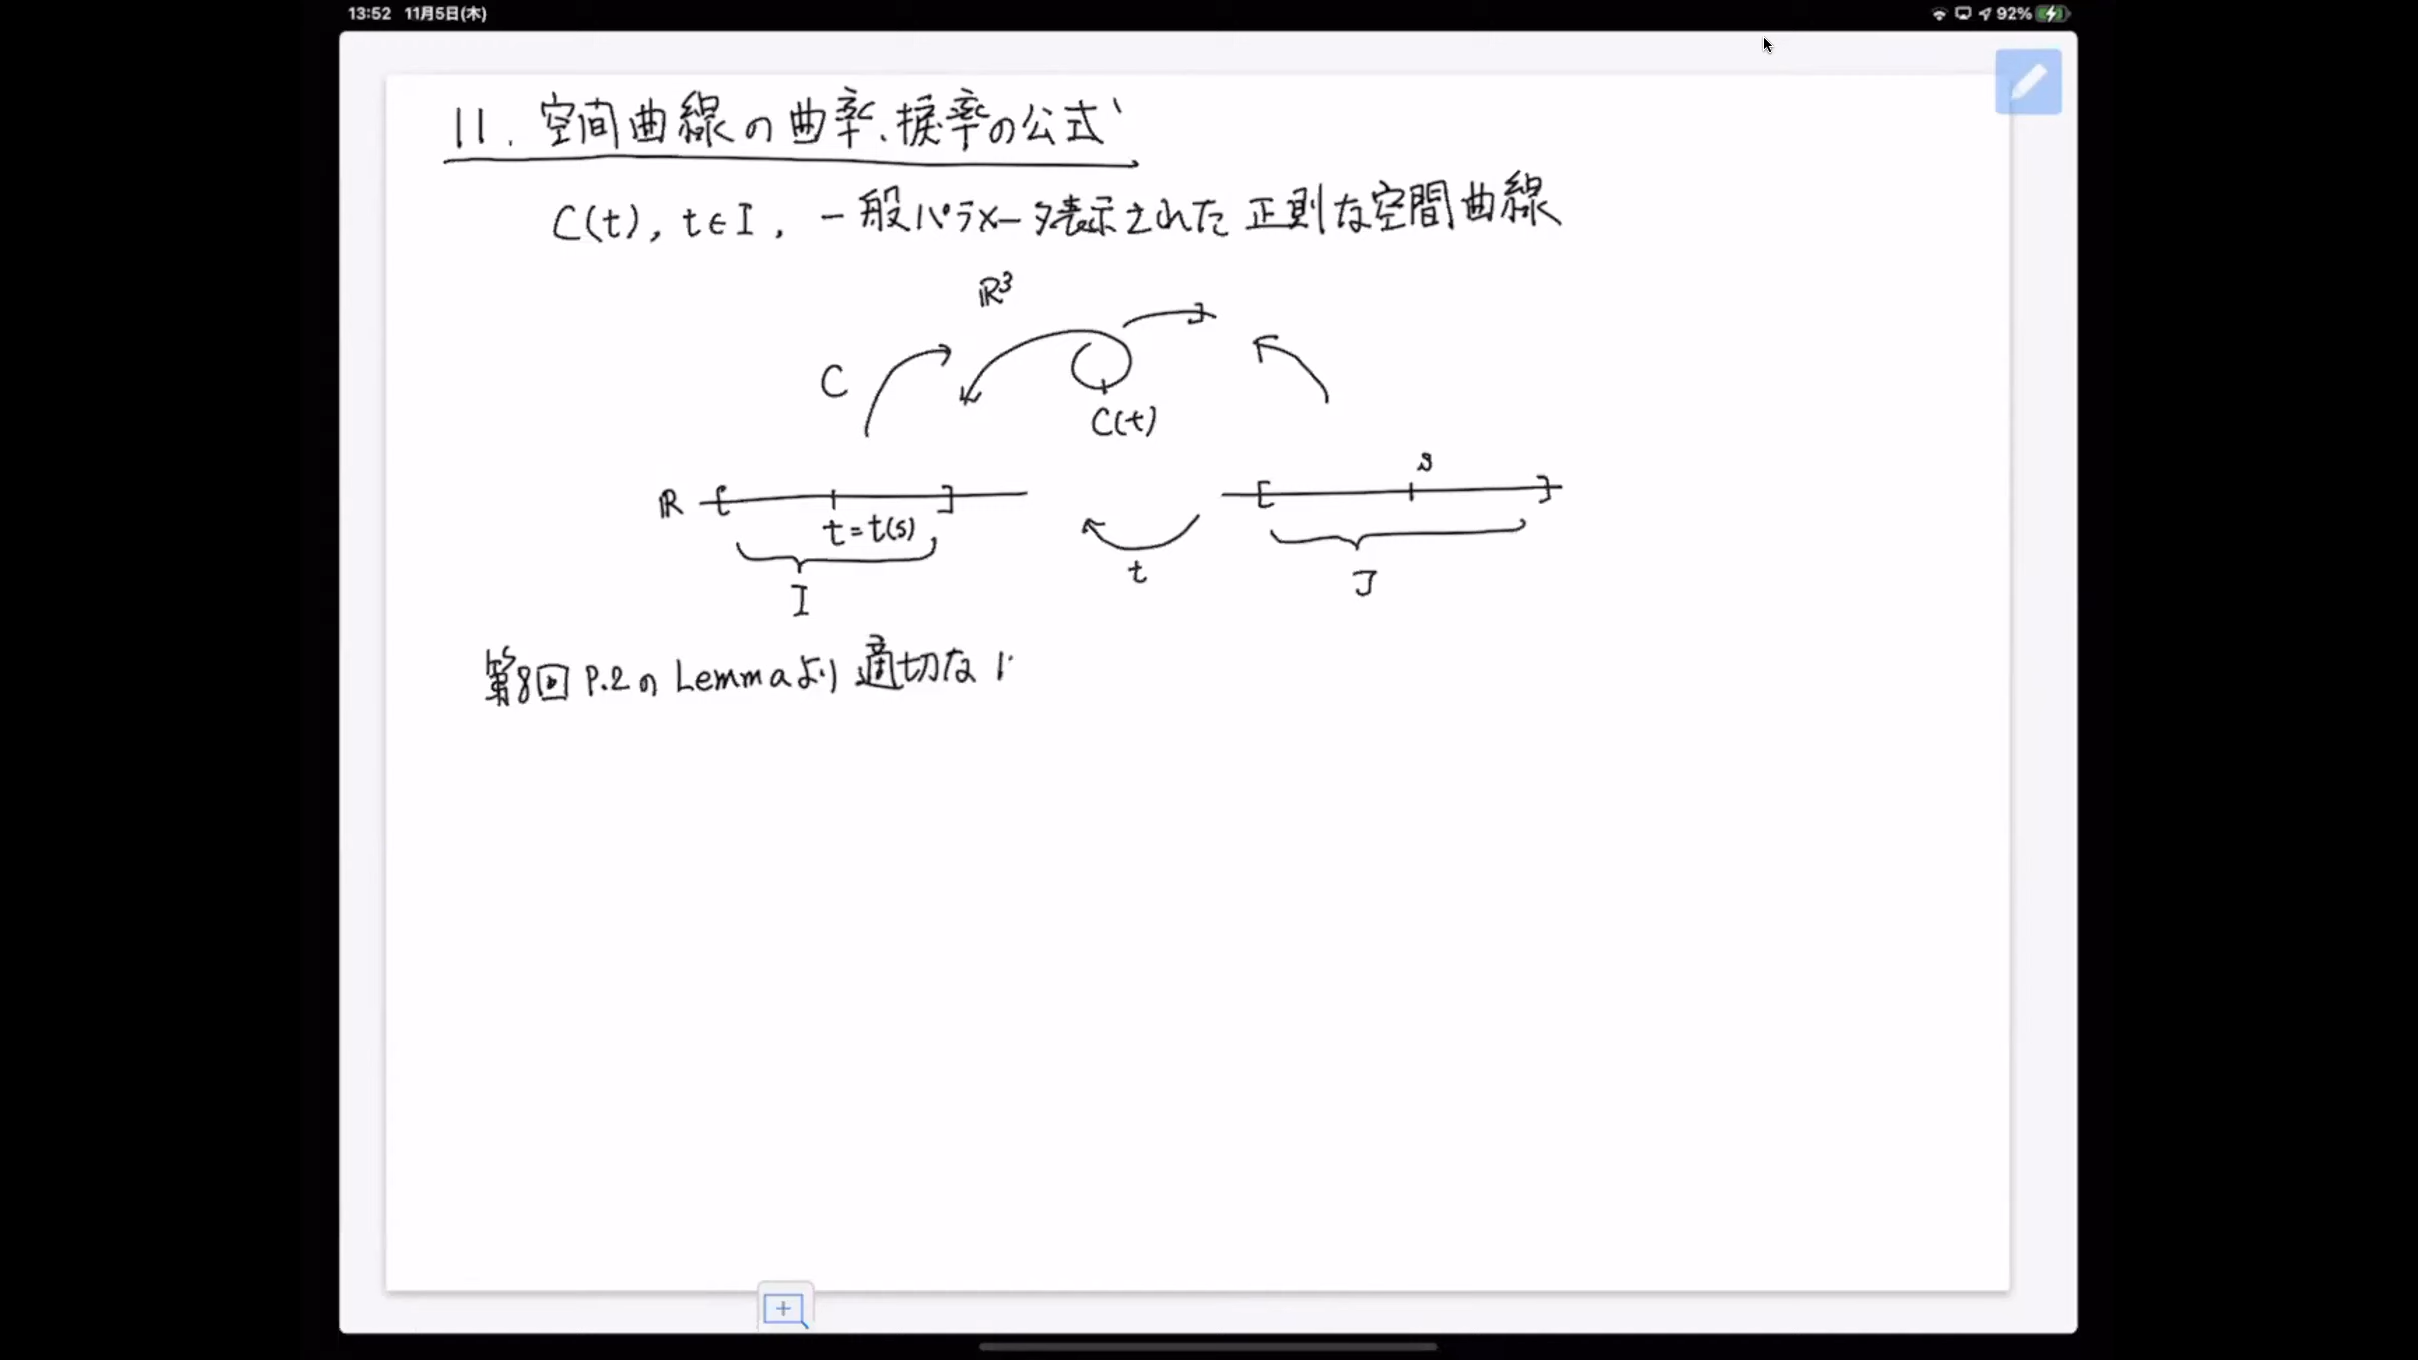 13:52 11月5日(木)
92%
11. 空間曲線の曲率、捩率の公式
C(t), t∈I, 一般パラメータ表示された正則な空間曲線
ℝ³
C
C(t)
s
ℝ
t=t(s)
t
I
J
第8回 P.2の Lemmaより 適切な